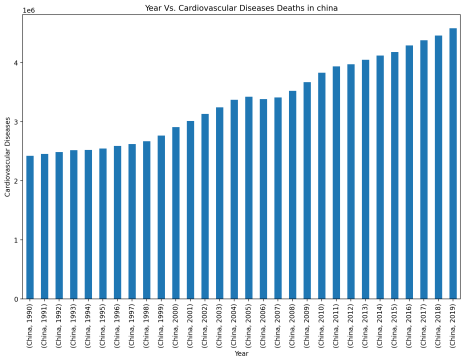 Year Vs. Cardiovascular Diseases Deaths in china
1e6
4
3
2
1
0
Cardiovascular Diseases
(China, 1990)
(China, 1991)
(China, 1992)
(China, 1993)
(China, 1994)
(China, 1995)
(China, 1996)
(China, 1997)
(China, 1998)
(China, 1999)
(China, 2000)
(China, 2001)
(China, 2002)
(China, 2003)
(China, 2004)
(China, 2005)
(China, 2006)
(China, 2007)
(China, 2008)
(China, 2009)
(China, 2010)
(China, 2011)
(China, 2012)
(China, 2013)
(China, 2014)
(China, 2015)
(China, 2016)
(China, 2017)
(China, 2018)
(China, 2019)
Year